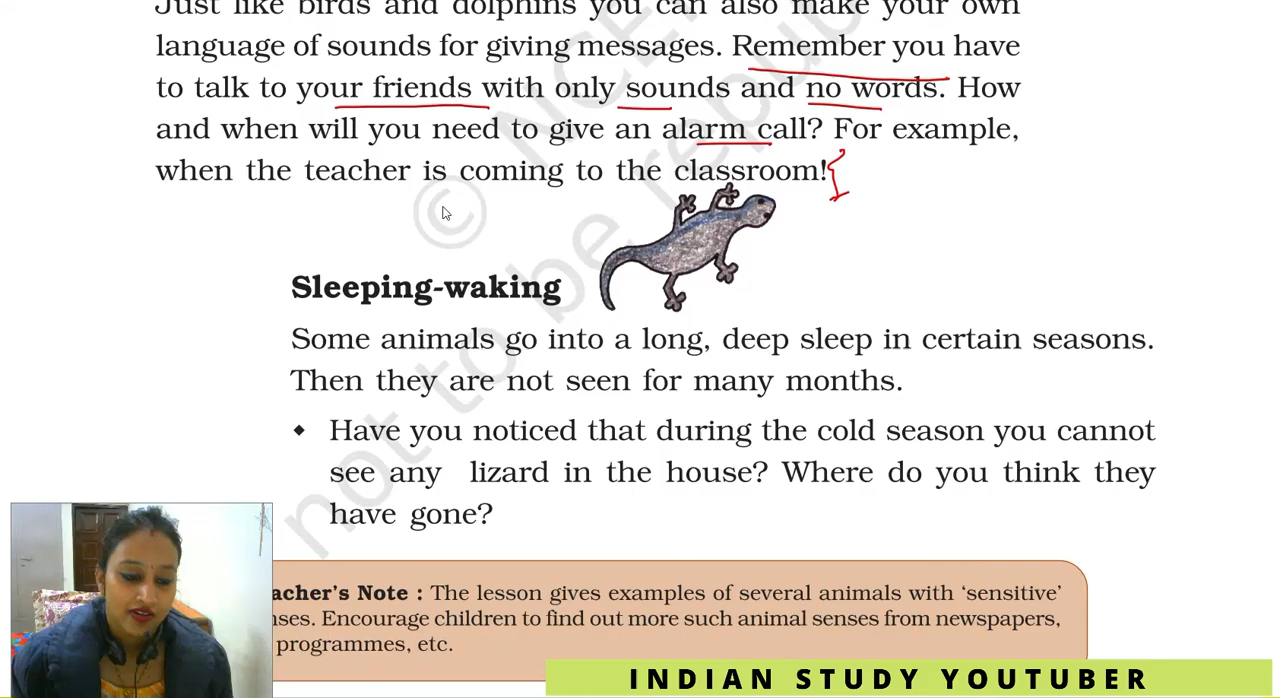 Just like birds and dolphins you can also make your own
language of sounds for giving messages. Remember you have
to talk to your friends with only sounds and no words. How
and when will you need to give an alarm call? For example,
when the teacher is coming to the classroom!
©
not to be republ
© NCE
Sleeping-waking
Some animals go into a long, deep sleep in certain seasons.
Then they are not seen for many months.
◆ Have you noticed that during the cold season you cannot
see any lizard in the house? Where do you think they
have gone?
acher's Note : The lesson gives examples of several animals with ‘sensitive’
nses. Encourage children to find out more such animal senses from newspapers,
programmes, etc.
INDIAN STUDY YOUTUBER